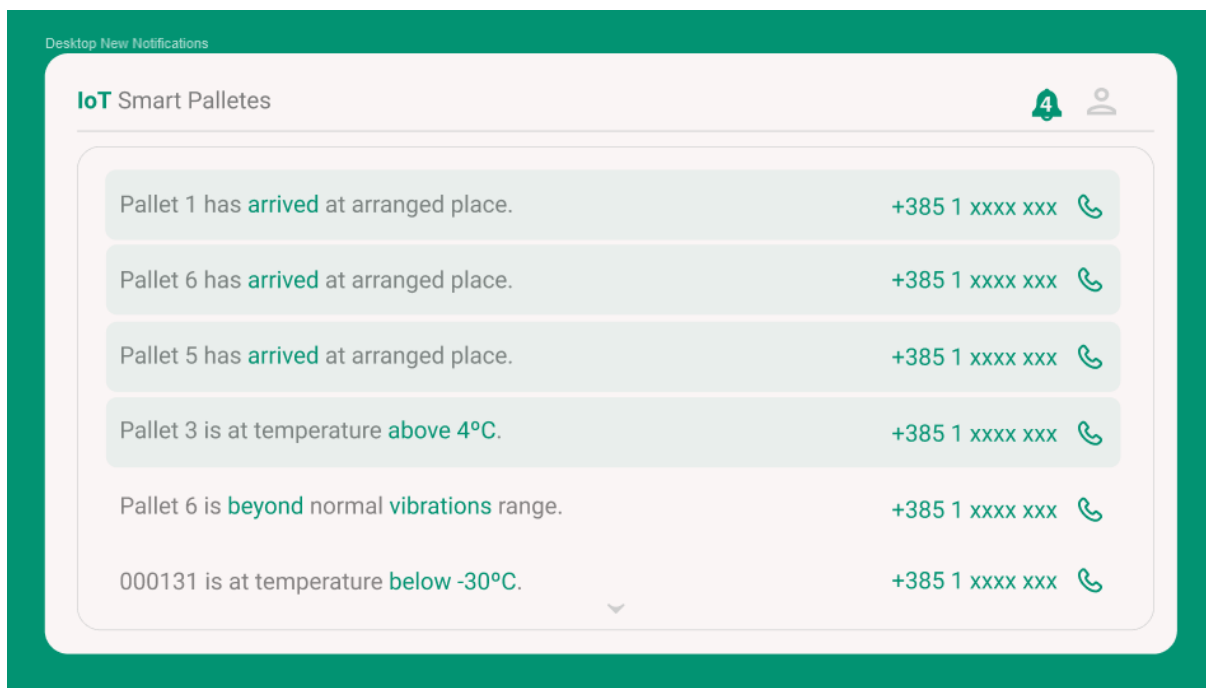 Desktop New Notifications
IoT Smart Palletes
4
Pallet 1 has arrived at arranged place. +385 1 xxxx xxx
Pallet 6 has arrived at arranged place. +385 1 xxxx xxx
Pallet 5 has arrived at arranged place. +385 1 xxxx xxx
Pallet 3 is at temperature above 4ºC. +385 1 xxxx xxx
Pallet 6 is beyond normal vibrations range. +385 1 xxxx xxx
000131 is at temperature below -30ºC. +385 1 xxxx xxx